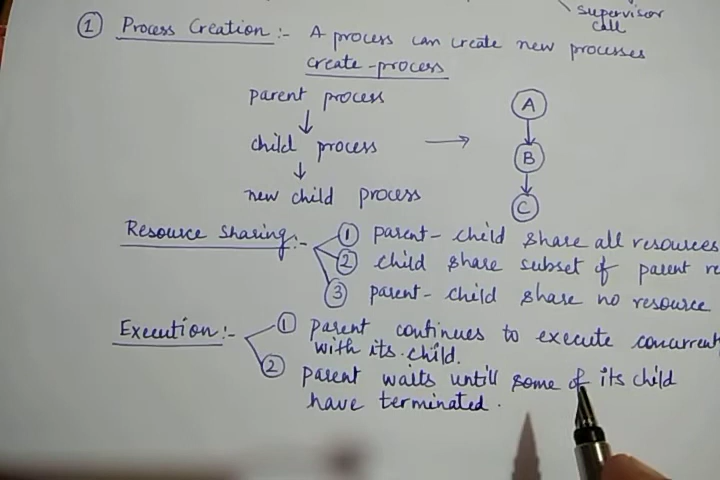 supervisor
call
① Process Creation :- A process can create new processes
create-process
parent process
child process
new child process
A
B
C
Resource Sharing :- ① parent-child share all resources
② child share subset of parent
③ parent-child share no resource
Execution :- ① parent continues to execute
with its child.
② parent waits untill some of its child
have terminated.